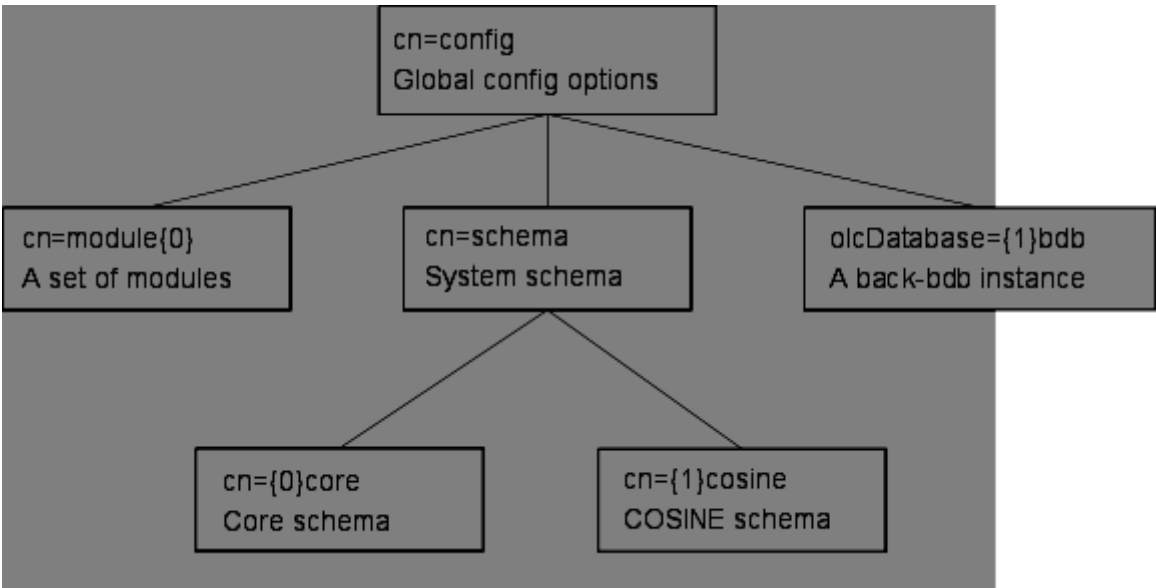 cn=config
Global config options
cn=module{0}
A set of modules
cn=schema
System schema
olcDatabase={1}bdb
A back-bdb instance
cn={0}core
Core schema
cn={1}cosine
COSINE schema